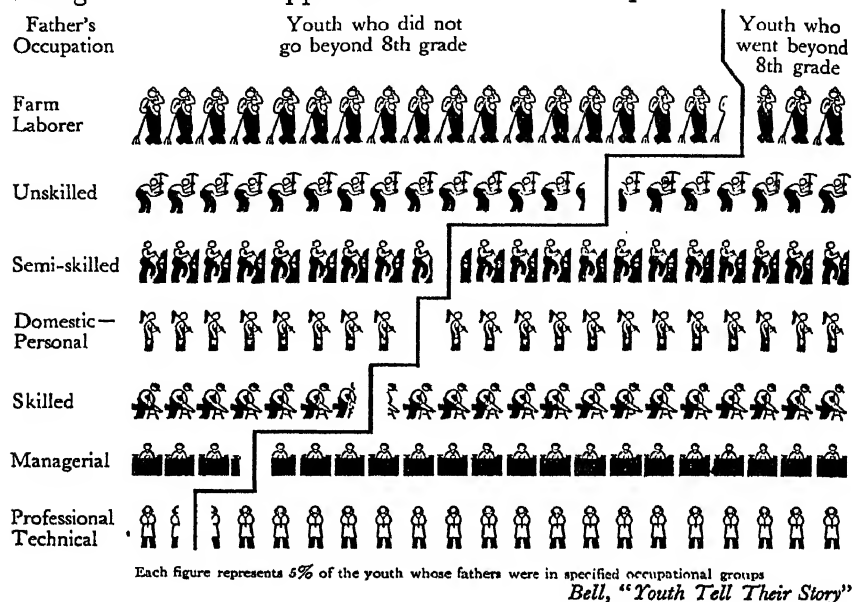 Father's
Occupation
Youth who did not
go beyond 8th grade
Youth who
went beyond
8th grade
Farm
Laborer
Unskilled
Semi-skilled
Domestic—
Personal
Skilled
Managerial
Professional
Technical
Each figure represents 5% of the youth whose fathers were in specified occupational groups
Bell, "Youth Tell Their Story"